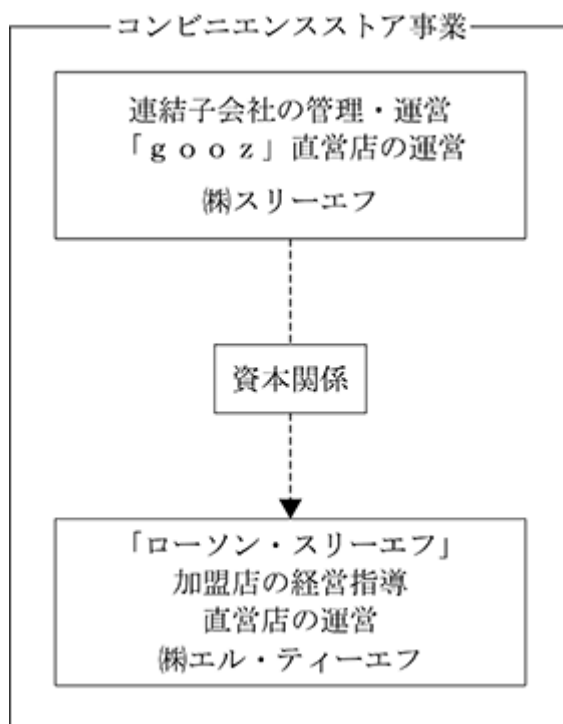 コンビニエンスストア事業
連結子会社の管理・運営
「ｇｏｏｚ」直営店の運営
㈱スリーエフ
資本関係
「ローソン・スリーエフ」
加盟店の経営指導
直営店の運営
㈱エル・ティーエフ